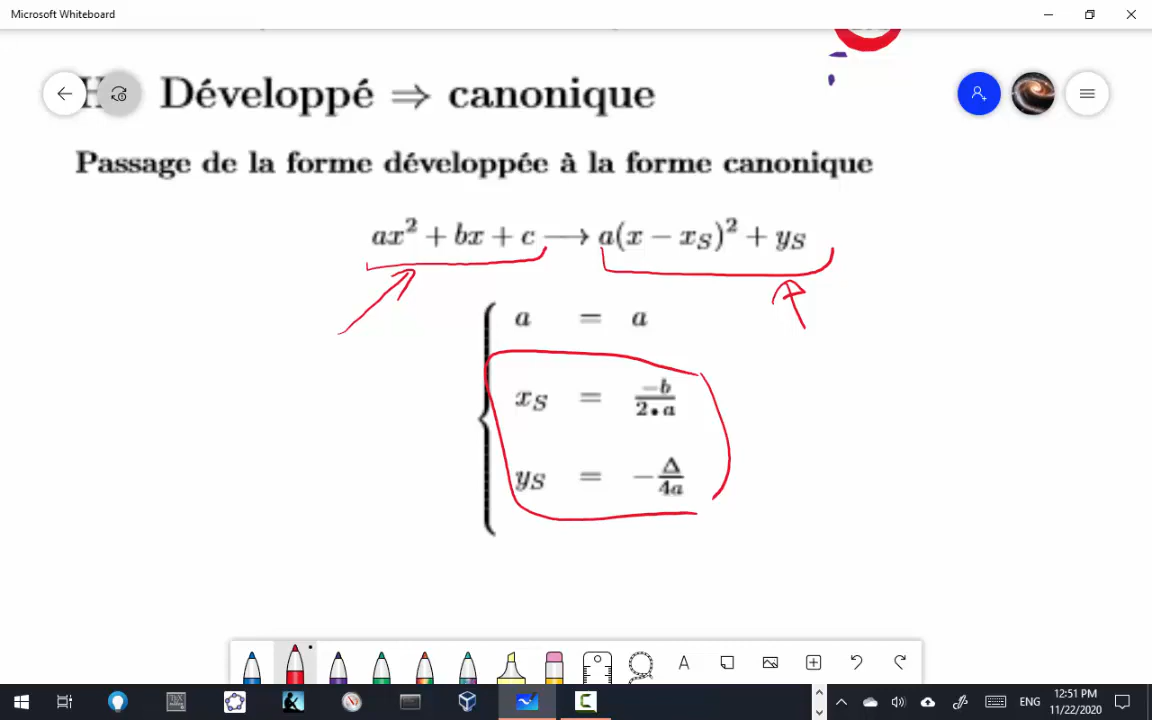 Microsoft Whiteboard
Développé ⇒ canonique
Passage de la forme développée à la forme canonique
ax² + bx + c ⟶ a(x − x_S)² + y_S
a = a
x_S = −b/2•a
y_S = −Δ/4a
A
12:51 PM
ENG
11/22/2020